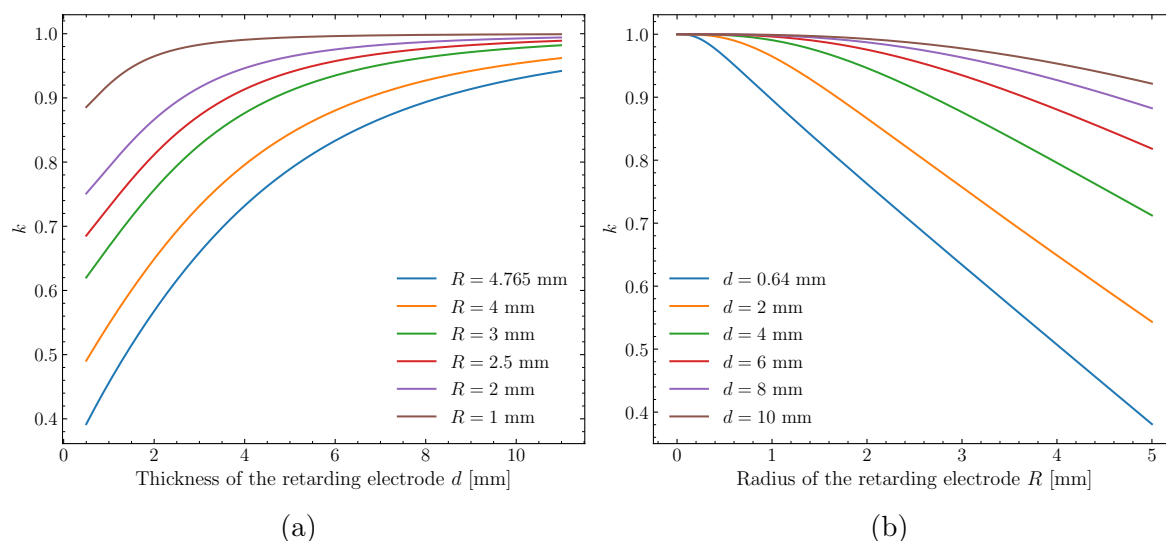 1.0
0.9
0.8
0.7
0.6
0.5
0.4
k
0 2 4 6 8 10
Thickness of the retarding electrode d [mm]
R = 4.765 mm
R = 4 mm
R = 3 mm
R = 2.5 mm
R = 2 mm
R = 1 mm
(a)
1.0
0.9
0.8
0.7
0.6
0.5
0.4
k
0 1 2 3 4 5
Radius of the retarding electrode R [mm]
d = 0.64 mm
d = 2 mm
d = 4 mm
d = 6 mm
d = 8 mm
d = 10 mm
(b)